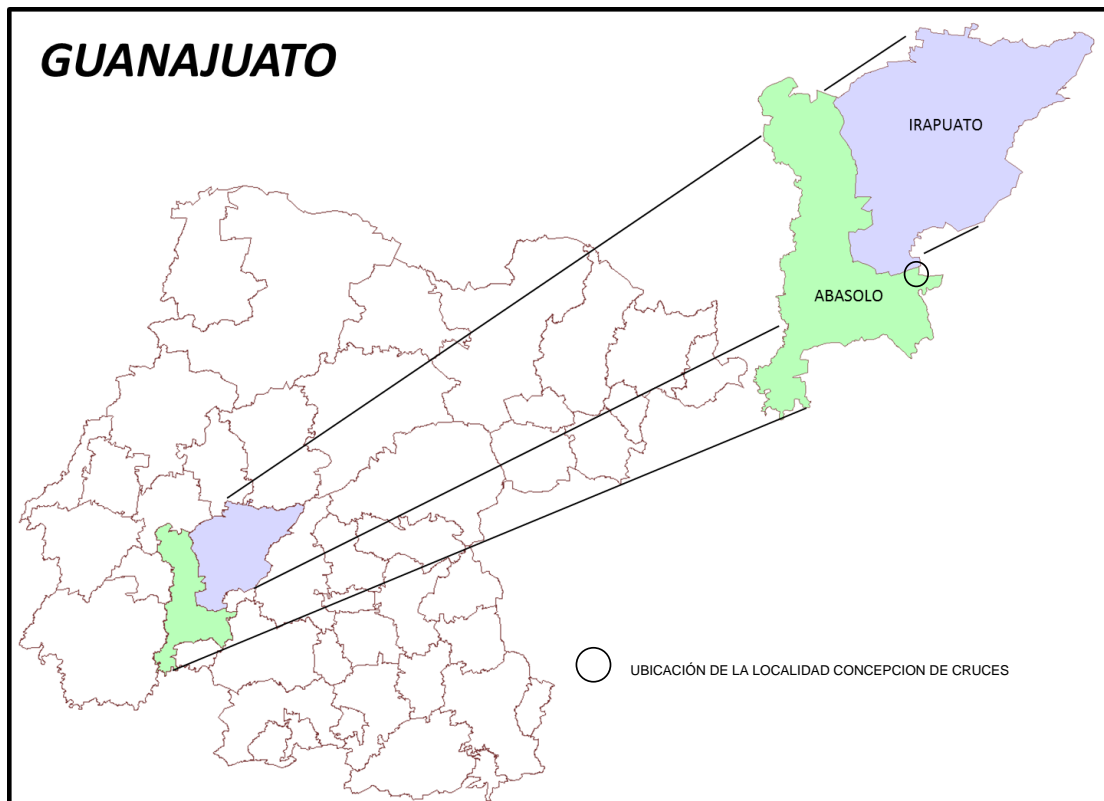 GUANAJUATO
IRAPUATO
ABASOLO
UBICACIÓN DE LA LOCALIDAD CONCEPCION DE CRUCES